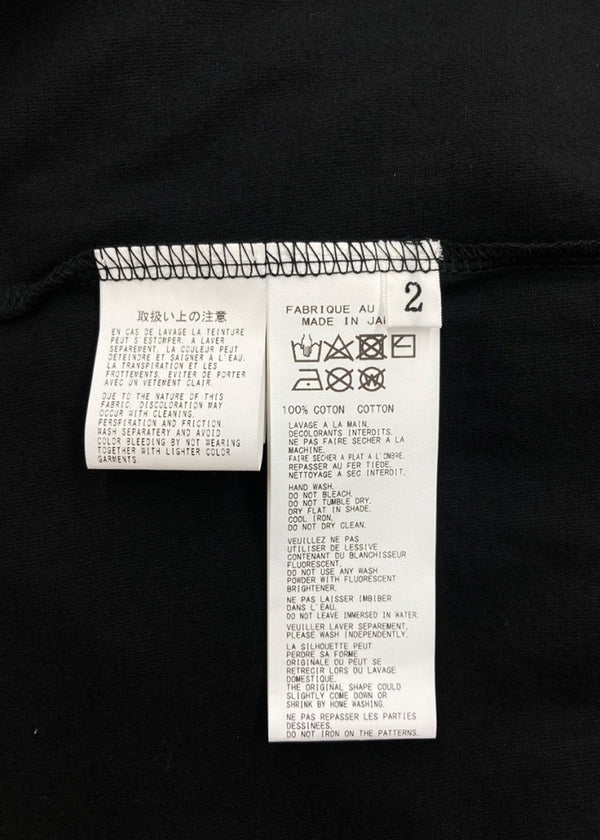 取扱い上の注意
EN CAS DE LAVAGE LA TEINTURE
PEUT S'ESTOMPER. A LAVER
SEPAREMENT. LA COULEUR PEUT
DETEINDRE ET SAIGNER A L'EAU.
LA TRANSPIRATION ET LES
FROTTEMENTS. EVITER DE PORTER
AVEC UN VETEMENT CLAIR.
DUE TO THE NATURE OF THIS
FABRIC, DISCOLORATION MAY
OCCUR WITH CLEANING,
PERSPIRATION AND FRICTION.
WASH SEPARATERY AND AVOID
COLOR BLEEDING BY NOT WEARING
TOGETHER WITH LIGHTER COLOR
GARMENTS.
2
FABRIQUE AU
MADE IN JA
100% COTON COTTON
LAVAGE A LA MAIN.
DECOLORANTS INTERDITS.
NE PAS FAIRE SECHER A LA
MACHINE.
FAIRE SECHER A PLAT A L'OMBRE.
REPASSER AU FER TIEDE.
NETTOYAGE A SEC INTERDIT.
HAND WASH.
DO NOT BLEACH.
DO NOT TUMBLE DRY.
DRY FLAT IN SHADE.
COOL IRON.
DO NOT DRY CLEAN.
VEUILLEZ NE PAS
UTILISER DE LESSIVE
CONTENANT DU BLANCHISSEUR
FLUORESCENT.
DO NOT USE ANY WASH
POWDER WITH FLUORESCENT
BRIGHTENER.
NE PAS LAISSER IMBIBER
DANS L'EAU.
DO NOT LEAVE IMMERSED IN WATER.
VEUILLER LAVER SEPAREMENT.
PLEASE WASH INDEPENDENTLY.
LA SILHOUETTE PEUT
PERDRE SA FORME
ORIGINALE OU PEUT SE
RETRECIR LORS DU LAVAGE
DOMESTIQUE.
THE ORIGINAL SHAPE COULD
SLIGHTLY COME DOWN OR
SHRINK BY HOME WASHING.
NE PAS REPASSER LES PARTIES
DESSINEES.
DO NOT IRON ON THE PATTERNS.